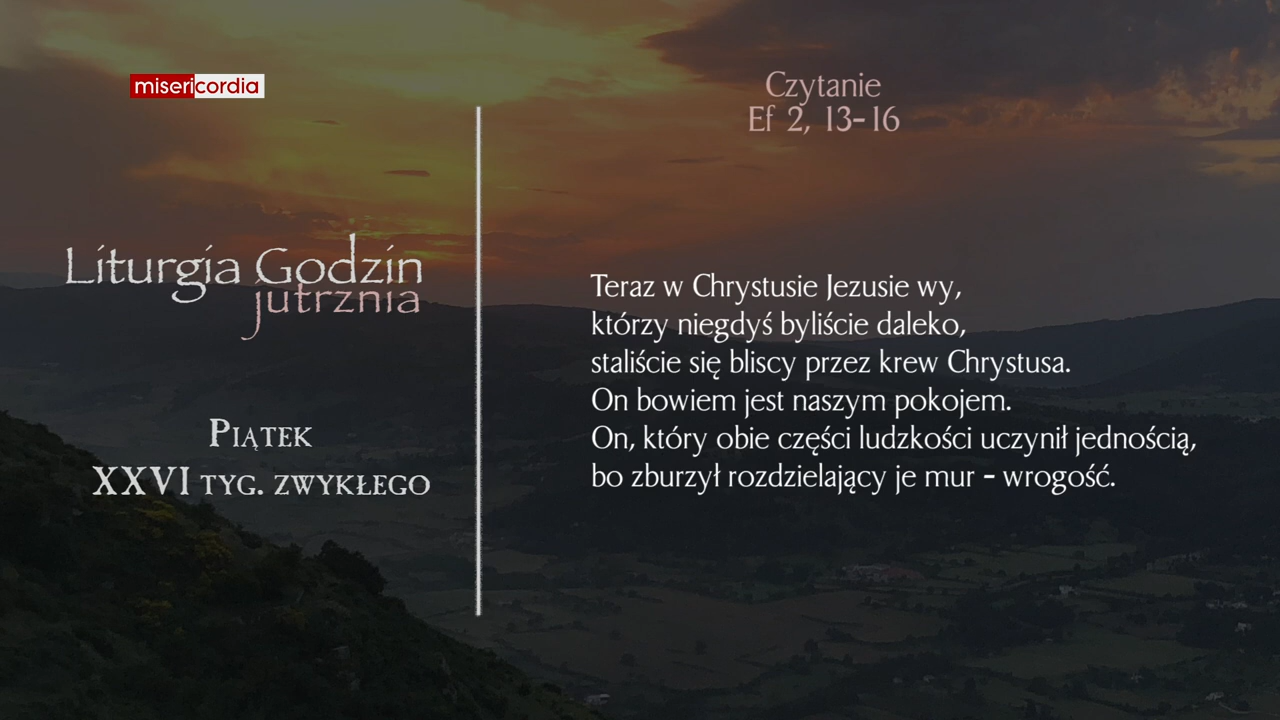 misericordia
Liturgia Godzin
jutrznia
Piątek
XXVI tyg. zwykłego
Czytanie
Ef 2, 13-16
Teraz w Chrystusie Jezusie wy,
którzy niegdyś byliście daleko,
staliście się bliscy przez krew Chrystusa.
On bowiem jest naszym pokojem.
On, który obie części ludzkości uczynił jednością,
bo zburzył rozdzielający je mur - wrogość.